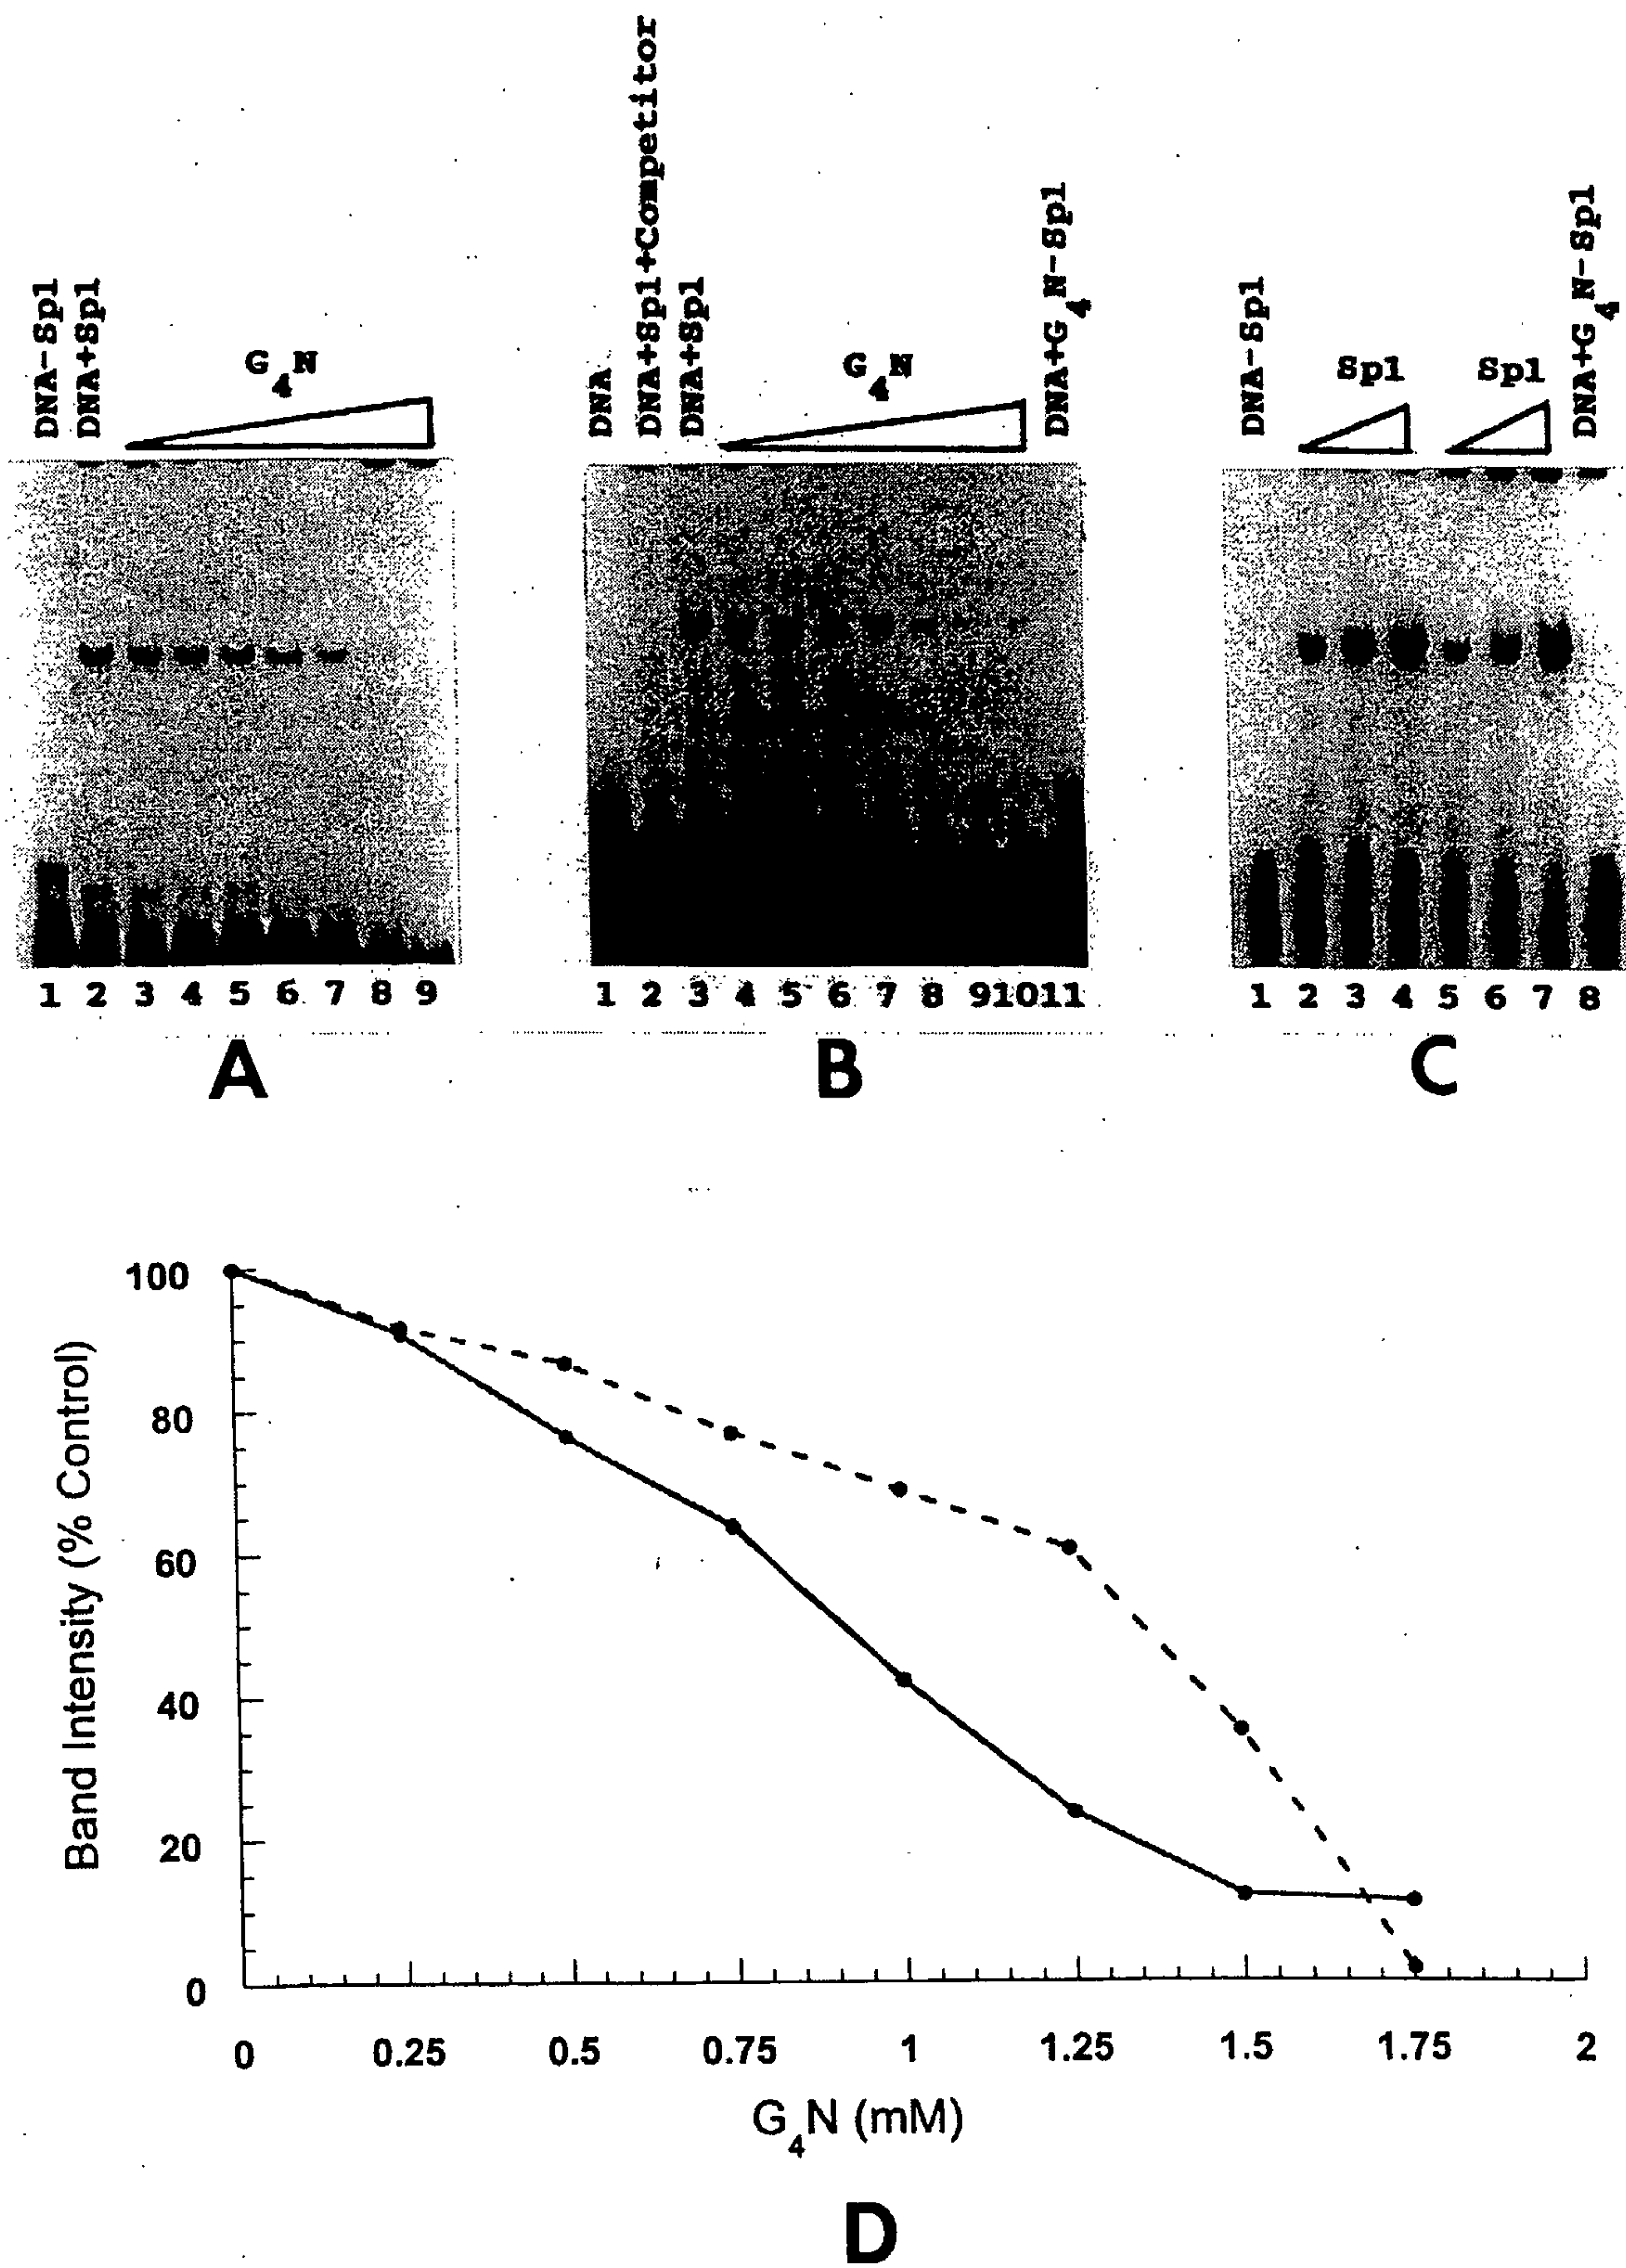 DNA-Sp1
DNA+Sp1
G4N
1 2 3 4 5 6 7 8 9
A
DNA
DNA+Sp1+Competitor
DNA+Sp1
G4N
DNA+G4N-Sp1
1 2 3 4 5 6 7 8 9 10 11
B
DNA-Sp1
Sp1
Sp1
DNA+G4N-Sp1
1 2 3 4 5 6 7 8
C
Band Intensity (% Control)
100
80
60
40
20
0
0 0.25 0.5 0.75 1 1.25 1.5 1.75 2
G4N (mM)
D